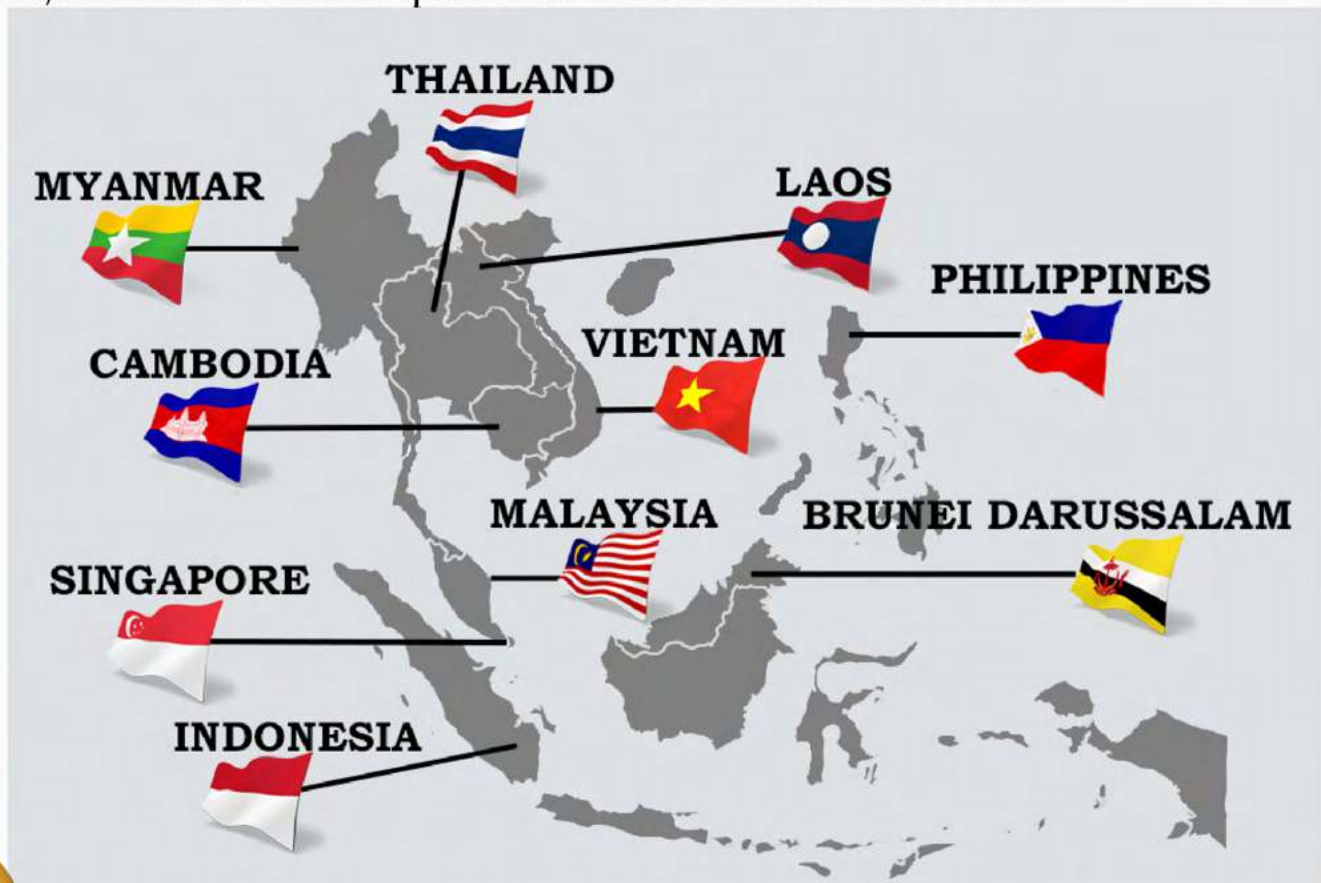 THAILAND
MYANMAR
LAOS
PHILIPPINES
VIETNAM
CAMBODIA
MALAYSIA
BRUNEI DARUSSALAM
SINGAPORE
INDONESIA